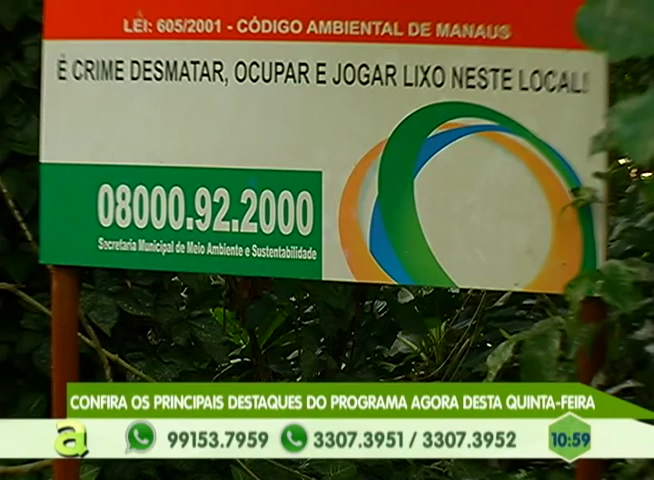 LEI: 605/2001 - CÓDIGO AMBIENTAL DE MANAUS
É CRIME DESMATAR, OCUPAR E JOGAR LIXO NESTE LOCAL!
08000.92.2000
Secretaria Municipal de Meio Ambiente e Sustentabilidade
CONFIRA OS PRINCIPAIS DESTAQUES DO PROGRAMA AGORA DESTA QUINTA-FEIRA
a 99153.7959 3307.3951 / 3307.3952 10:59